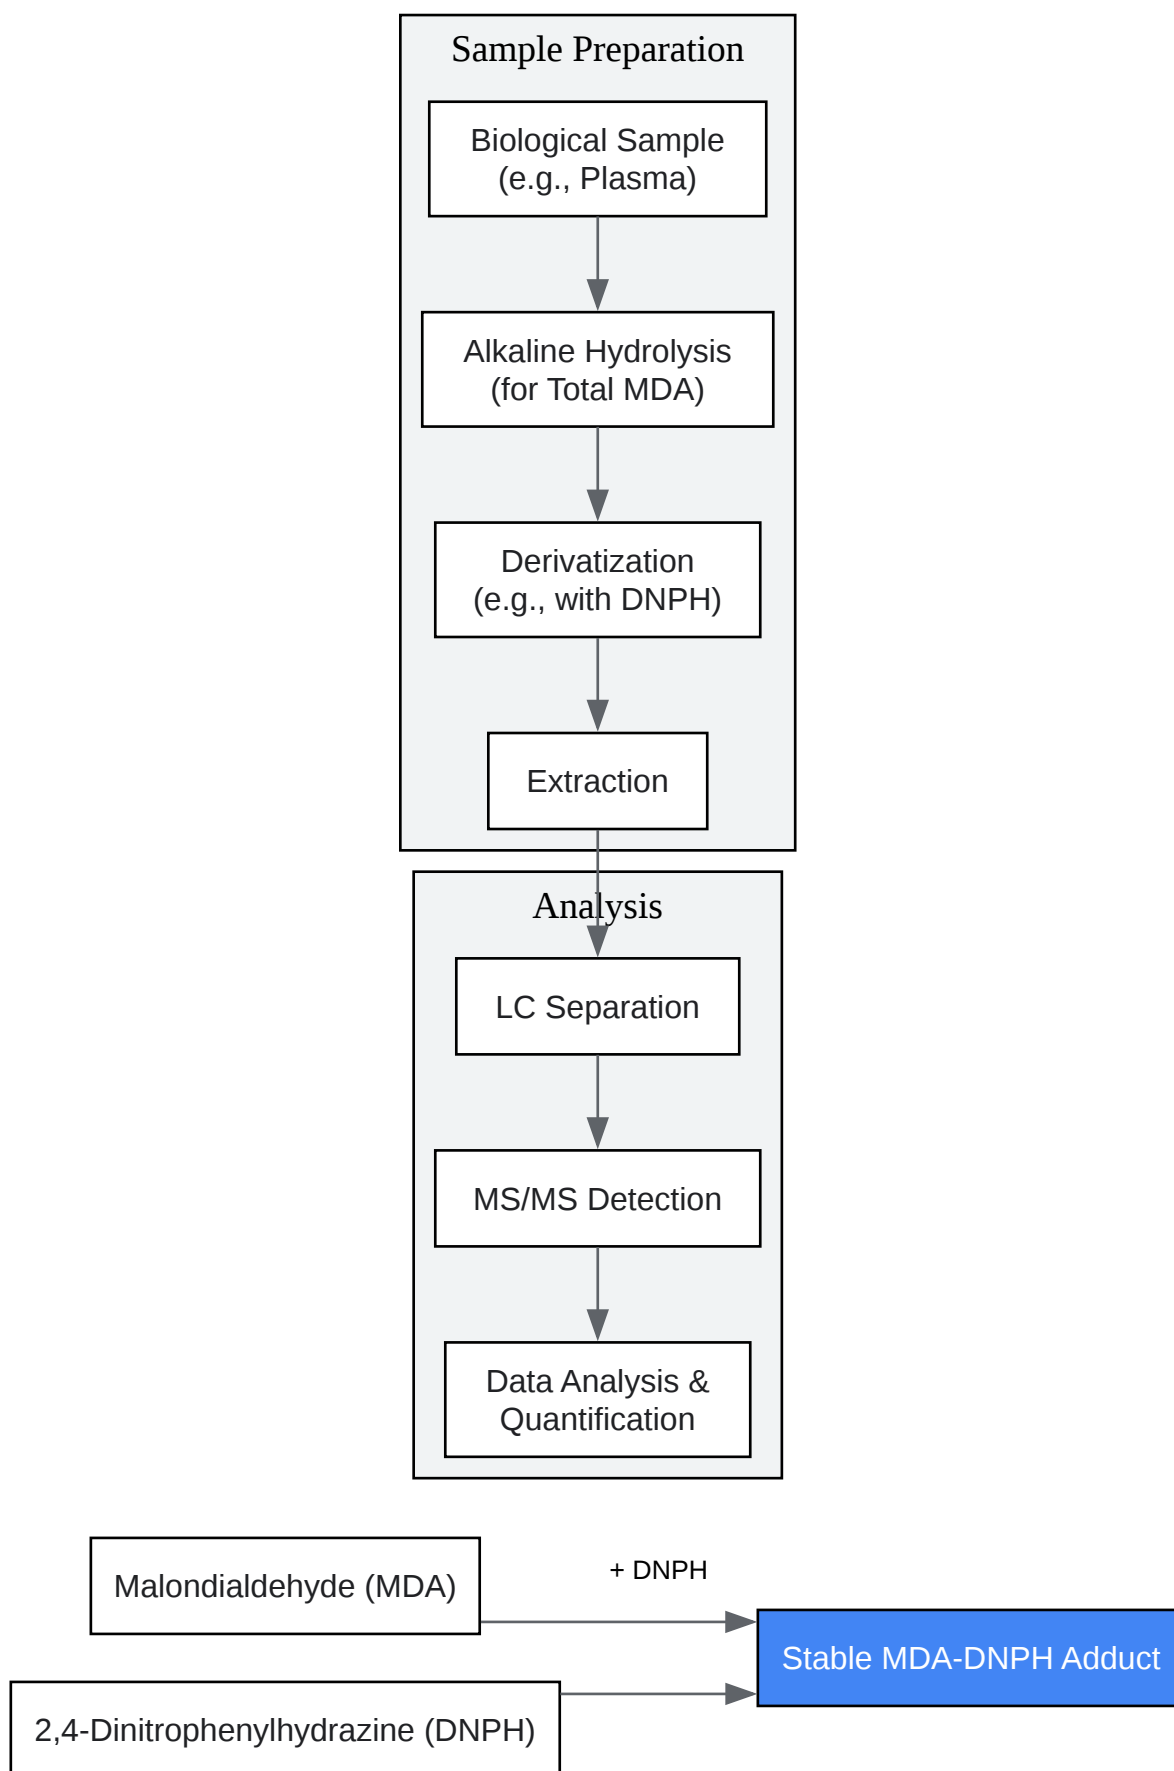 Sample Preparation
Biological Sample
(e.g., Plasma)
Alkaline Hydrolysis
(for Total MDA)
Derivatization
(e.g., with DNPH)
Extraction
Analysis
LC Separation
MS/MS Detection
Data Analysis &
Quantification
Malondialdehyde (MDA)
+ DNPH
Stable MDA-DNPH Adduct
2,4-Dinitrophenylhydrazine (DNPH)